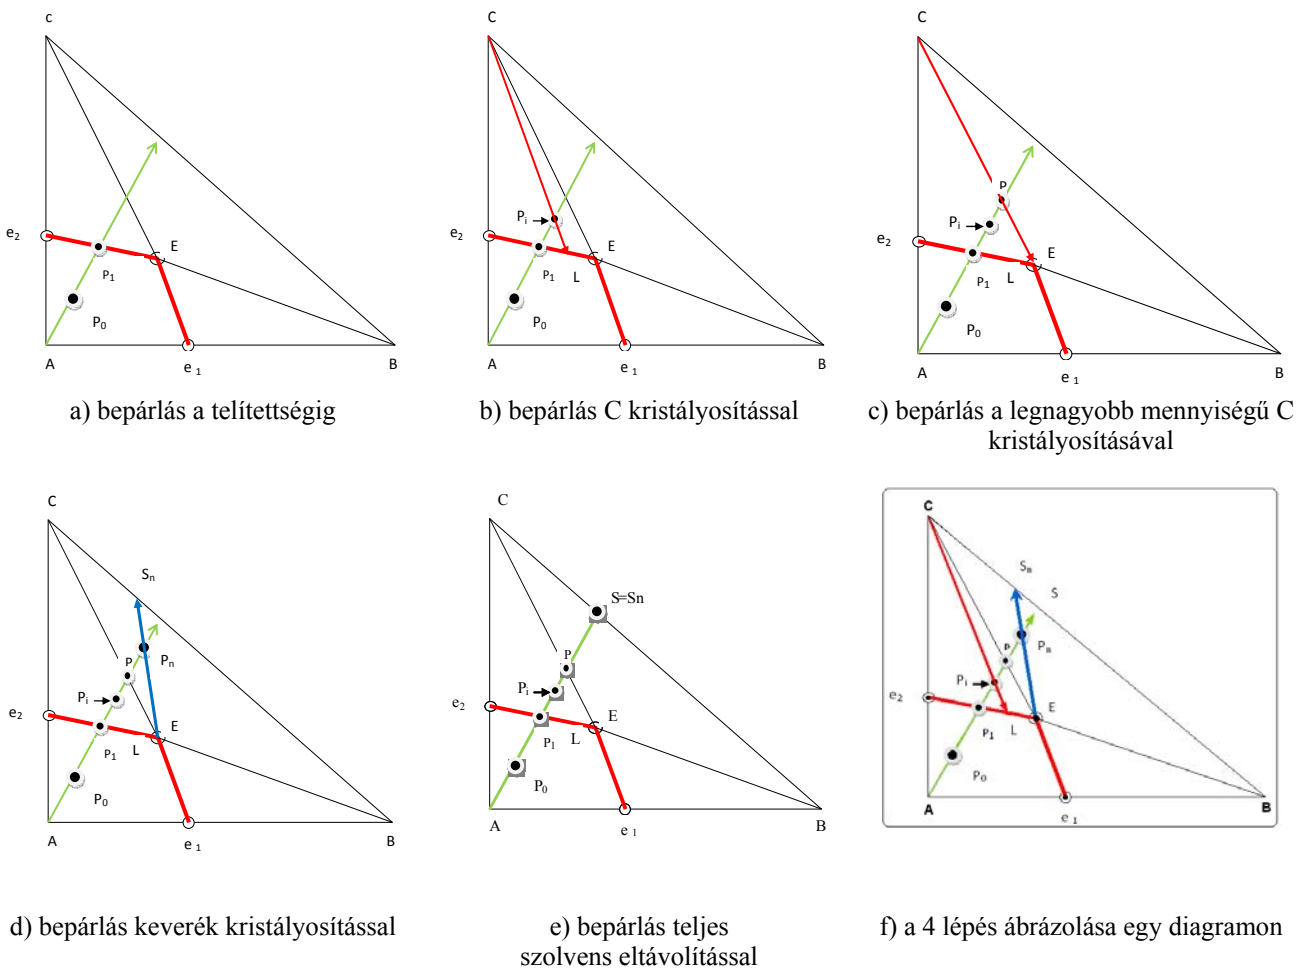 c
e2
E
P1
P0
A
B
e 1
a) bepárlás a telítettségig
C
Pi
E
P1
L
P0
A
B
e 1
b) bepárlás C kristályosítással
C
P
Pi
e2
E
P1
L
P0
A
B
e 1
c) bepárlás a legnagyobb mennyiségű C
kristályosításával
C
Sn
P
Pn
Pi
e2
E
P1
L
P0
A
B
e 1
d) bepárlás keverék kristályosítással
C
S=Sn
P
Pi
e2
E
P1
L
P0
A
B
e 1
e) bepárlás teljes
szolvens eltávolítással
C
Sn
S
P
Pn
Pi
e2
E
P1
L
P0
A
B
e 1
f) a 4 lépés ábrázolása egy diagramon
e2